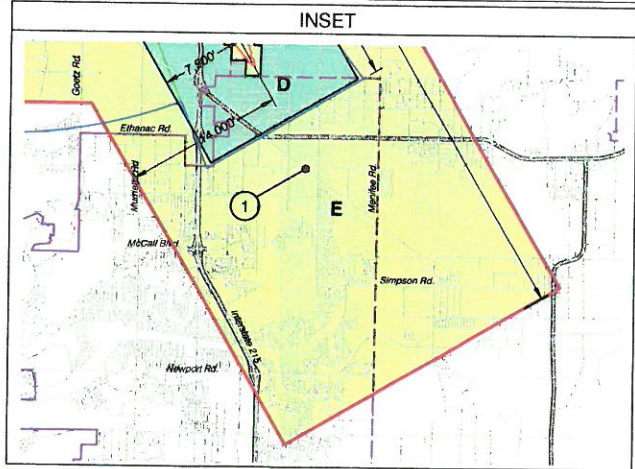 INSET
Goetz Rd.
7,500'
D
14,000'
Ethanac Rd.
Murrieta Rd
Menifee Rd.
1
E
McCall Blvd
Simpson Rd.
Interstate 215
Newport Rd.